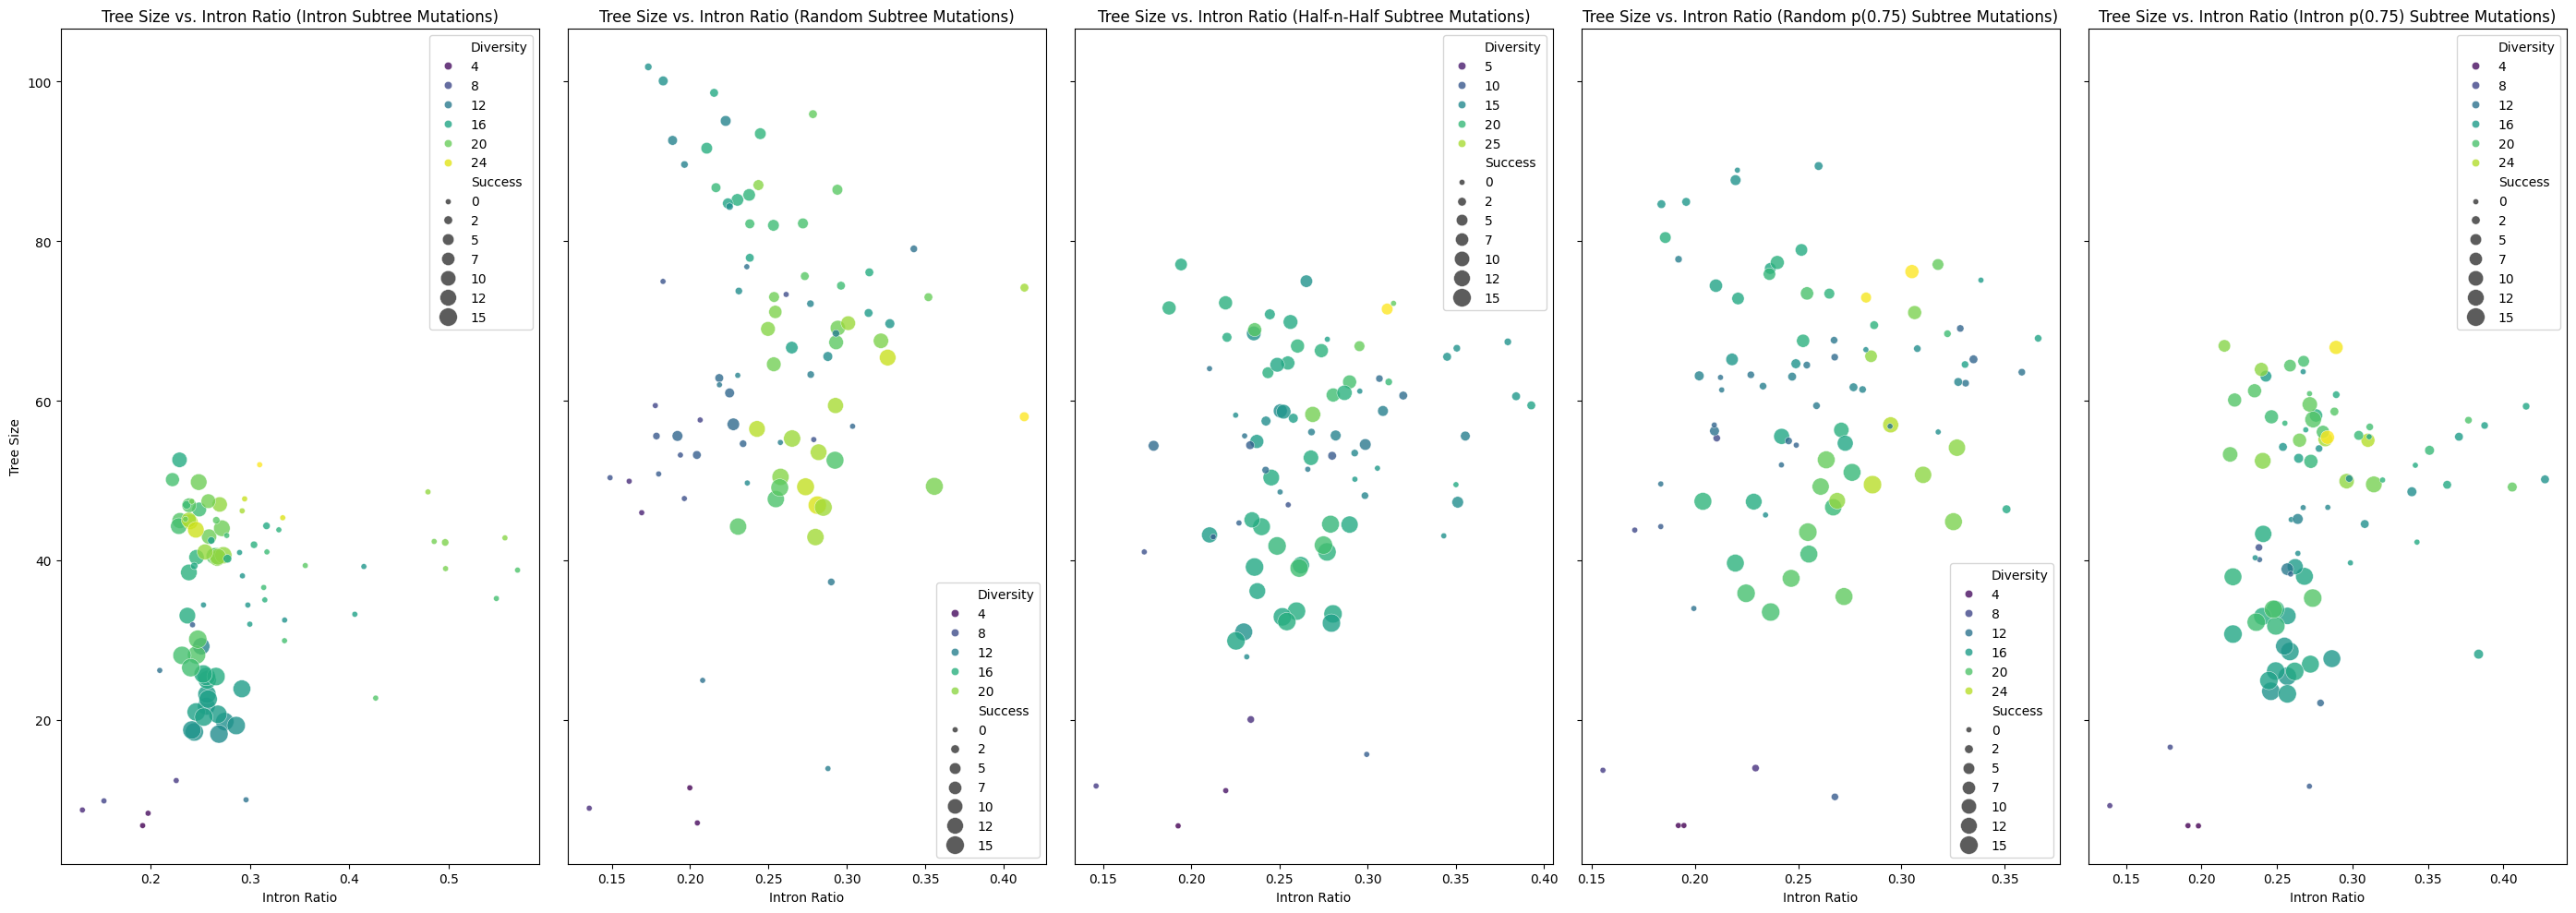 Tree Size vs. Intron Ratio (Intron Subtree Mutations)
Tree Size
100
80
60
40
20
0.2 0.3 0.4 0.5
Intron Ratio
Diversity
4
8
12
16
20
24
Success
0
2
5
7
10
12
15
Tree Size vs. Intron Ratio (Random Subtree Mutations)
Diversity
4
8
12
16
20
Success
0
2
5
7
10
12
15
0.15 0.20 0.25 0.30 0.35 0.40
Intron Ratio
Tree Size vs. Intron Ratio (Half-n-Half Subtree Mutations)
Diversity
5
10
15
20
25
Success
0
2
5
7
10
12
15
0.15 0.20 0.25 0.30 0.35 0.40
Intron Ratio
Tree Size vs. Intron Ratio (Random p(0.75) Subtree Mutations)
Diversity
4
8
12
16
20
24
Success
0
2
5
7
10
12
15
0.15 0.20 0.25 0.30 0.35
Intron Ratio
Tree Size vs. Intron Ratio (Intron p(0.75) Subtree Mutations)
Diversity
4
8
12
16
20
24
Success
0
2
5
7
10
12
15
0.15 0.20 0.25 0.30 0.35 0.40
Intron Ratio